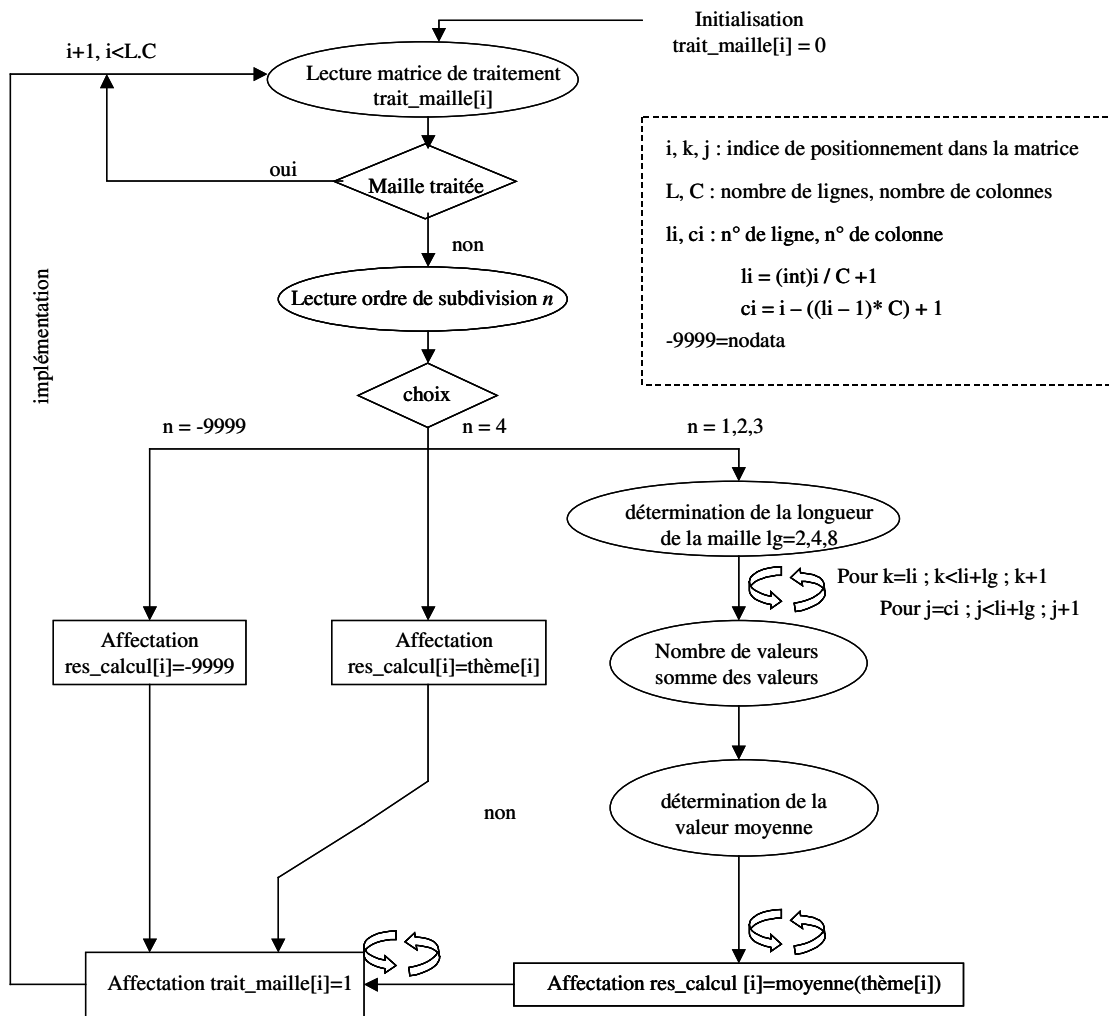 Initialisation
trait_maille[i] = 0
i+1, i<L.C
Lecture matrice de traitement
trait_maille[i]
oui
Maille traitée
non
i, k, j : indice de positionnement dans la matrice
L, C : nombre de lignes, nombre de colonnes
li, ci : n° de ligne, n° de colonne
li = (int)i / C +1
ci = i – ((li – 1)* C) + 1
-9999=nodata
implémentation
Lecture ordre de subdivision n
choix
n = -9999
n = 4
n = 1,2,3
détermination de la longueur
de la maille lg=2,4,8
Pour k=li ; k<li+lg ; k+1
Pour j=ci ; j<li+lg ; j+1
Affectation
res_calcul[i]=-9999
Affectation
res_calcul[i]=thème[i]
Nombre de valeurs
somme des valeurs
détermination de la
valeur moyenne
non
Affectation trait_maille[i]=1
Affectation res_calcul [i]=moyenne(thème[i])